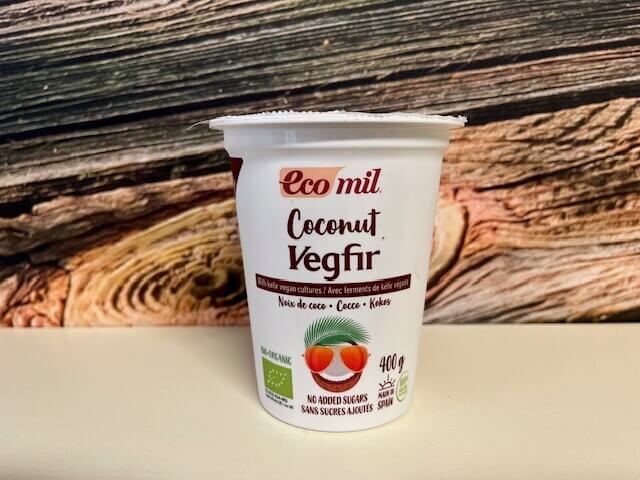 ecomil
Coconut
Vegfir
With kefir vegan cultures / Avec ferments de kéfir végans
Noix de coco • Cocco • Kokos
BIO·ORGANIC
400 g
MADE IN
SPAIN
NO ADDED SUGARS
SANS SUCRES AJOUTÉS